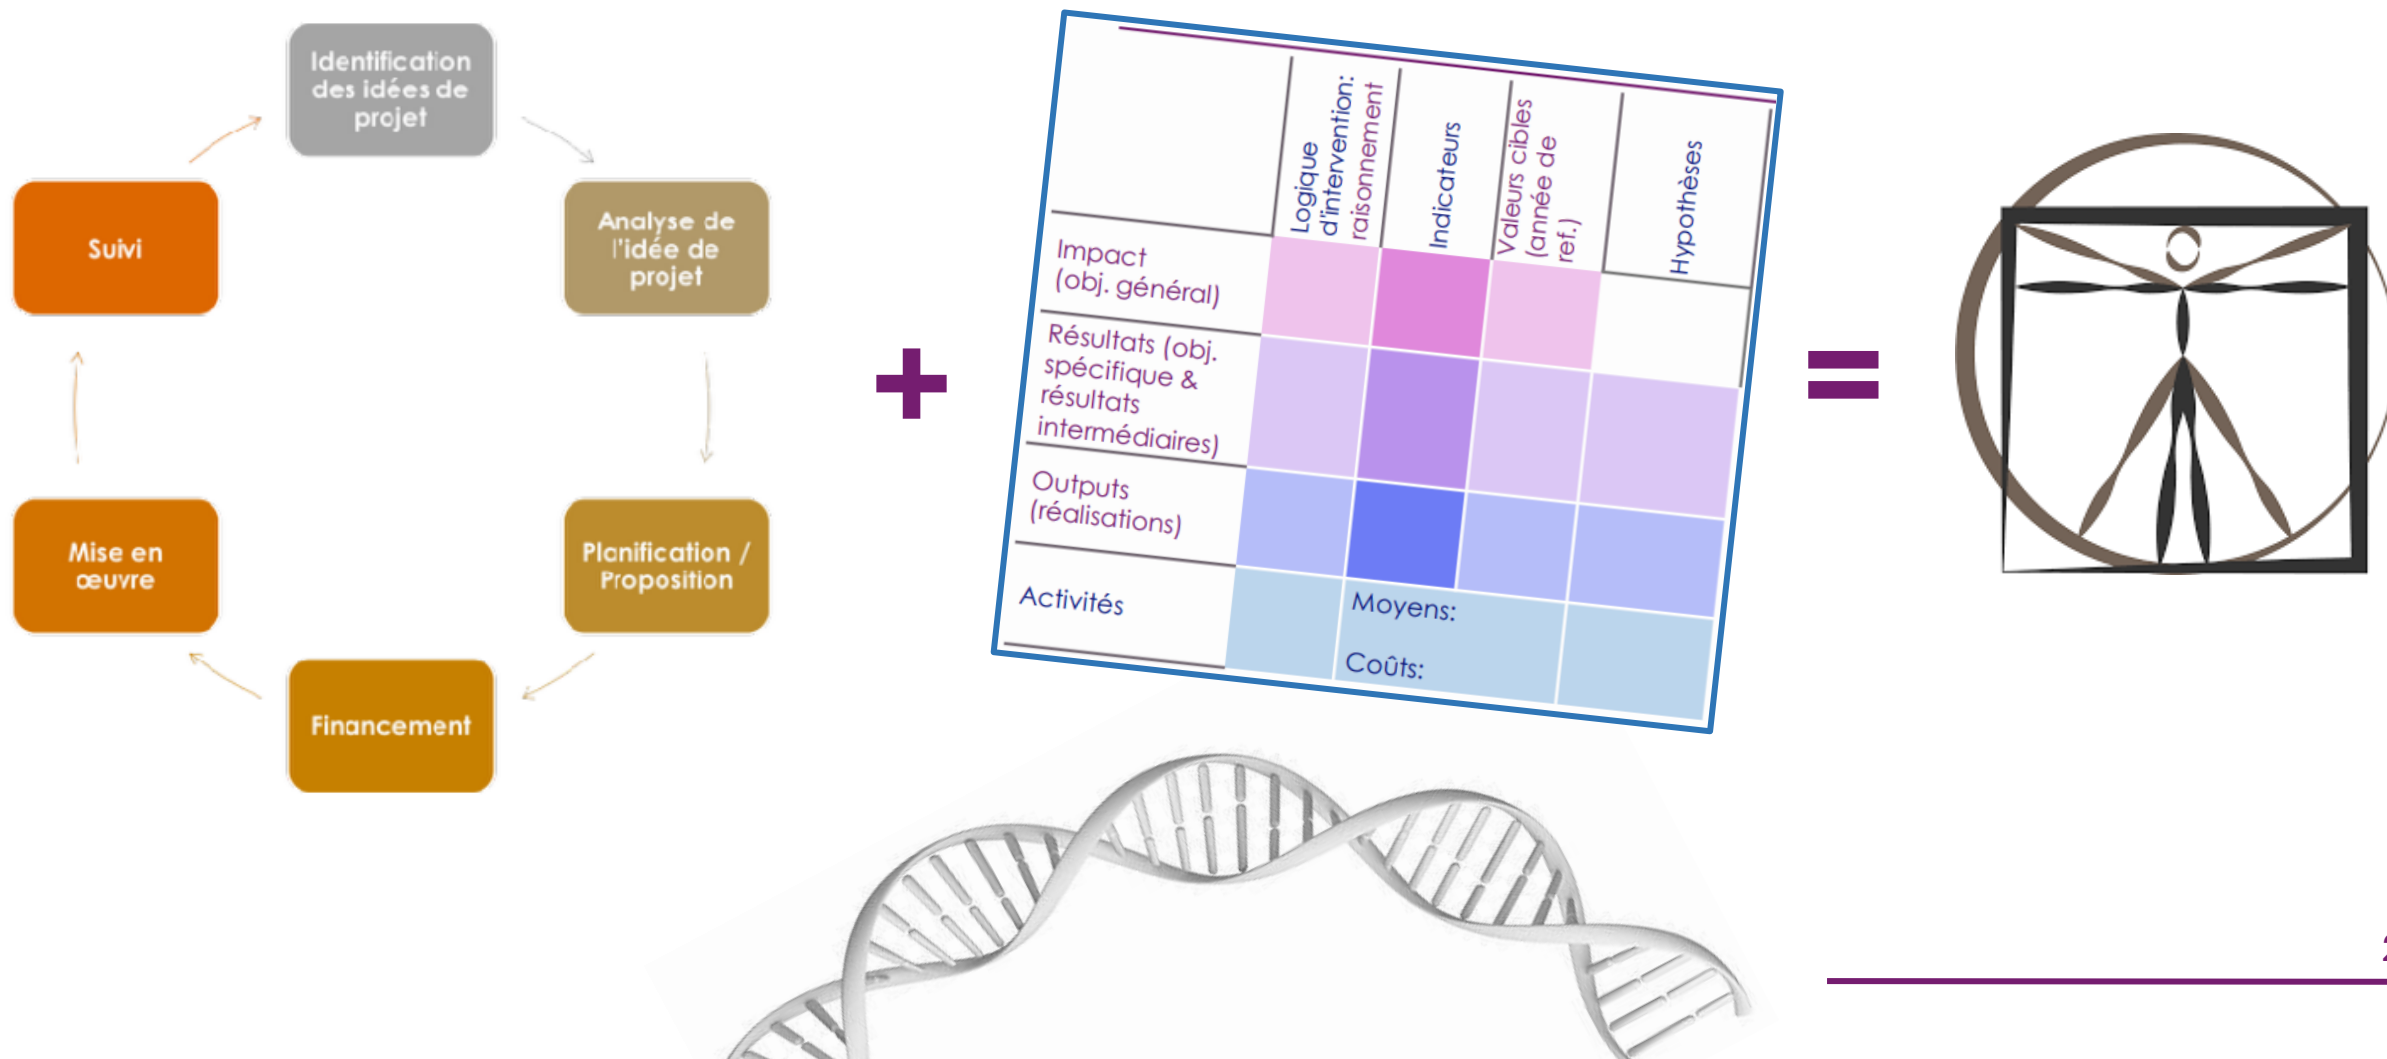 Identification
des idées de
projet
Analyse de
l'idée de
projet
Planification /
Proposition
Financement
Mise en
œuvre
Suivi
+
Logique
d'intervention:
raisonnement
Indicateurs
Valeurs cibles
(année de
ref.)
Hypothèses
Impact
(obj. général)
Résultats (obj.
spécifique &
résultats
intermédiaires)
Outputs
(réalisations)
Activités
Moyens:
Coûts:
=